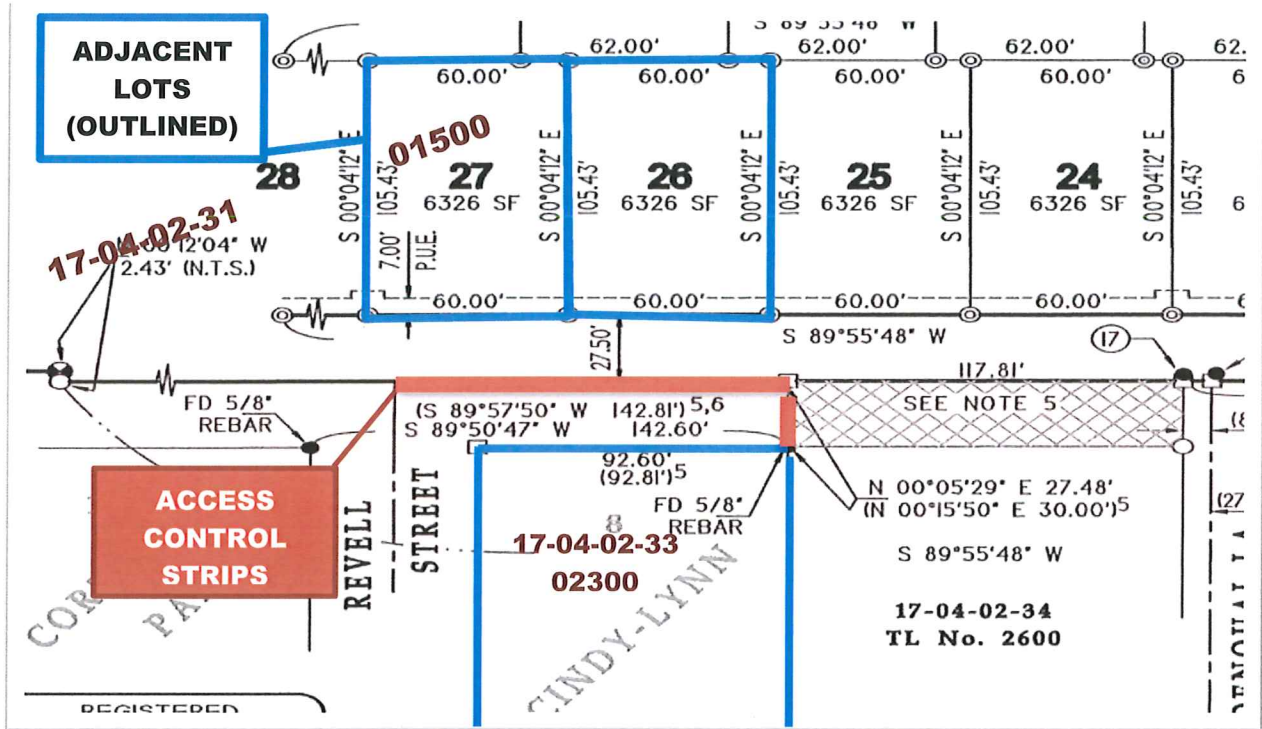 ADJACENT
LOTS
(OUTLINED)
S 89°55'48" W
62.00' 62.00' 62.00' 62.
60.00' 60.00' 60.00' 60.00' 6
S 00°04'12" E
105.43'
01500
28
27
6326 SF
S 00°04'12" E
105.43'
26
6326 SF
S 00°04'12" E
105.43'
25
6326 SF
S 00°04'12" E
105.43'
24
6326 SF
S 00°04'12" E
105.43'
6
17-04-02-31
12'04" W
2.43' (N.T.S.)
7.00'
P.U.E.
60.00' 60.00' 60.00' 60.00' 6
27.50'
S 89°55'48" W
17
117.81'
SEE NOTE 5
FD 5/8"
REBAR
(S 89°57'50" W 142.81')5,6
S 89°50'47" W 142.60'
92.60'
(92.81')5
FD 5/8"
REBAR
N 00°05'29" E 27.48'
(N 00°15'50" E 30.00')5
(27
ACCESS
CONTROL
STRIPS
REVELL
STREET
8
17-04-02-33
02300
CINDY-LYNN
S 89°55'48" W
17-04-02-34
TL No. 2600
COR
PA
REGISTERED